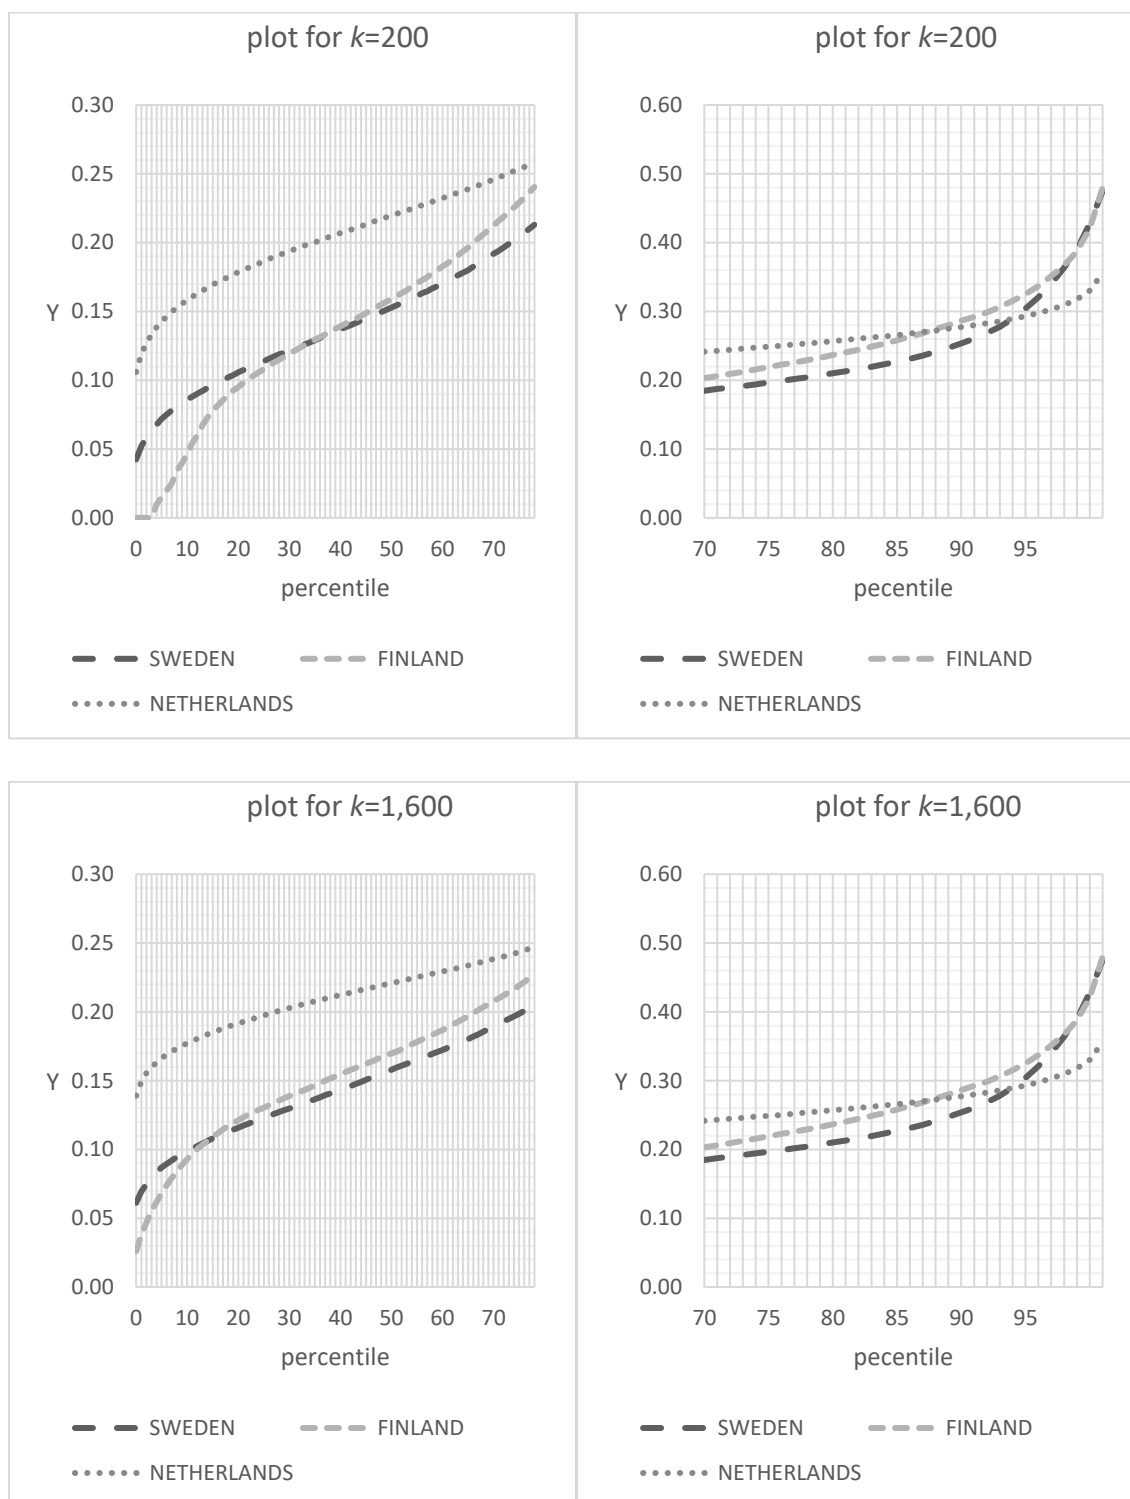 plot for k=200
0.30
0.25
0.20
Y 0.15
0.10
0.05
0.00
0 10 20 30 40 50 60 70
percentile
SWEDEN FINLAND
NETHERLANDS
plot for k=200
0.60
0.50
0.40
Y 0.30
0.20
0.10
0.00
70 75 80 85 90 95
pecentile
SWEDEN FINLAND
NETHERLANDS
plot for k=1,600
0.30
0.25
0.20
Y 0.15
0.10
0.05
0.00
0 10 20 30 40 50 60 70
percentile
SWEDEN FINLAND
NETHERLANDS
plot for k=1,600
0.60
0.50
0.40
Y 0.30
0.20
0.10
0.00
70 75 80 85 90 95
pecentile
SWEDEN FINLAND
NETHERLANDS